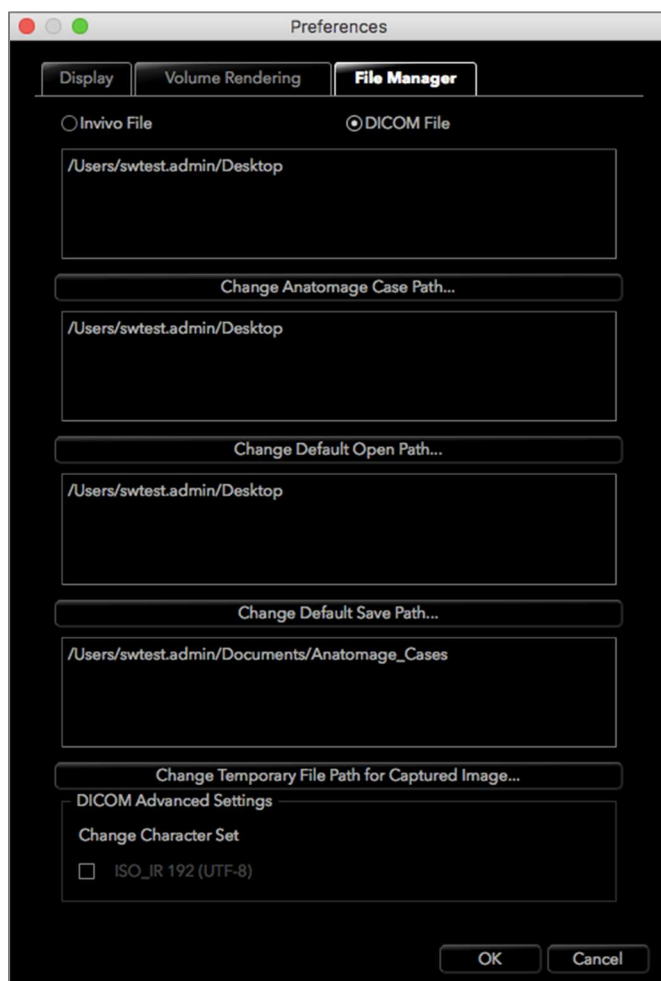 Preferences
Display Volume Rendering File Manager
Invivo File DICOM File
/Users/swtest.admin/Desktop
Change Anatomage Case Path...
/Users/swtest.admin/Desktop
Change Default Open Path...
/Users/swtest.admin/Desktop
Change Default Save Path...
/Users/swtest.admin/Documents/Anatomage_Cases
Change Temporary File Path for Captured Image...
DICOM Advanced Settings
Change Character Set
ISO_IR 192 (UTF-8)
OK Cancel